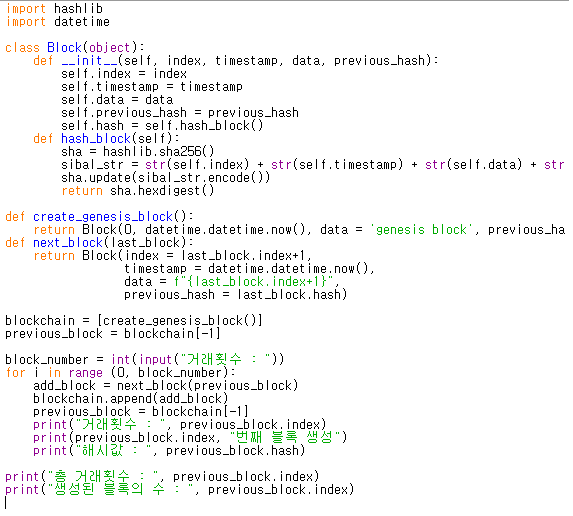 import hashlib
import datetime

class Block(object):
    def __init__(self, index, timestamp, data, previous_hash):
        self.index = index
        self.timestamp = timestamp
        self.data = data
        self.previous_hash = previous_hash
        self.hash = self.hash_block()
    def hash_block(self):
        sha = hashlib.sha256()
        sibal_str = str(self.index) + str(self.timestamp) + str(self.data) + str
        sha.update(sibal_str.encode())
        return sha.hexdigest()

def create_genesis_block():
    return Block(0, datetime.datetime.now(), data = 'genesis block', previous_ha
def next_block(last_block):
    return Block(index = last_block.index+1,
                 timestamp = datetime.datetime.now(),
                 data = f"{last_block.index+1}",
                 previous_hash = last_block.hash)

blockchain = [create_genesis_block()]
previous_block = blockchain[-1]

block_number = int(input("거래횟수 : "))
for i in range (0, block_number):
    add_block = next_block(previous_block)
    blockchain.append(add_block)
    previous_block = blockchain[-1]
    print("거래횟수 : ", previous_block.index)
    print(previous_block.index, "번째 블록 생성")
    print("해시값 : ", previous_block.hash)

print("총 거래횟수 : ", previous_block.index)
print("생성된 블록의 수 : ", previous_block.index)